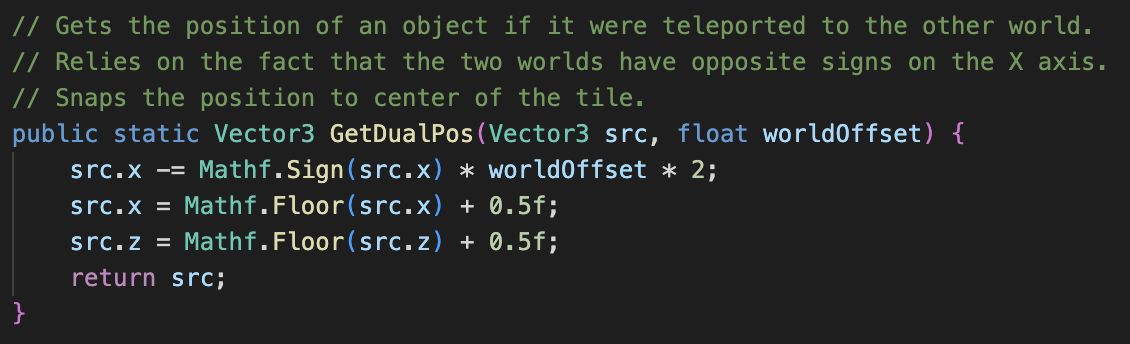 // Gets the position of an object if it were teleported to the other world.
// Relies on the fact that the two worlds have opposite signs on the X axis.
// Snaps the position to center of the tile.
public static Vector3 GetDualPos(Vector3 src, float worldOffset) {
    src.x -= Mathf.Sign(src.x) * worldOffset * 2;
    src.x = Mathf.Floor(src.x) + 0.5f;
    src.z = Mathf.Floor(src.z) + 0.5f;
    return src;
}